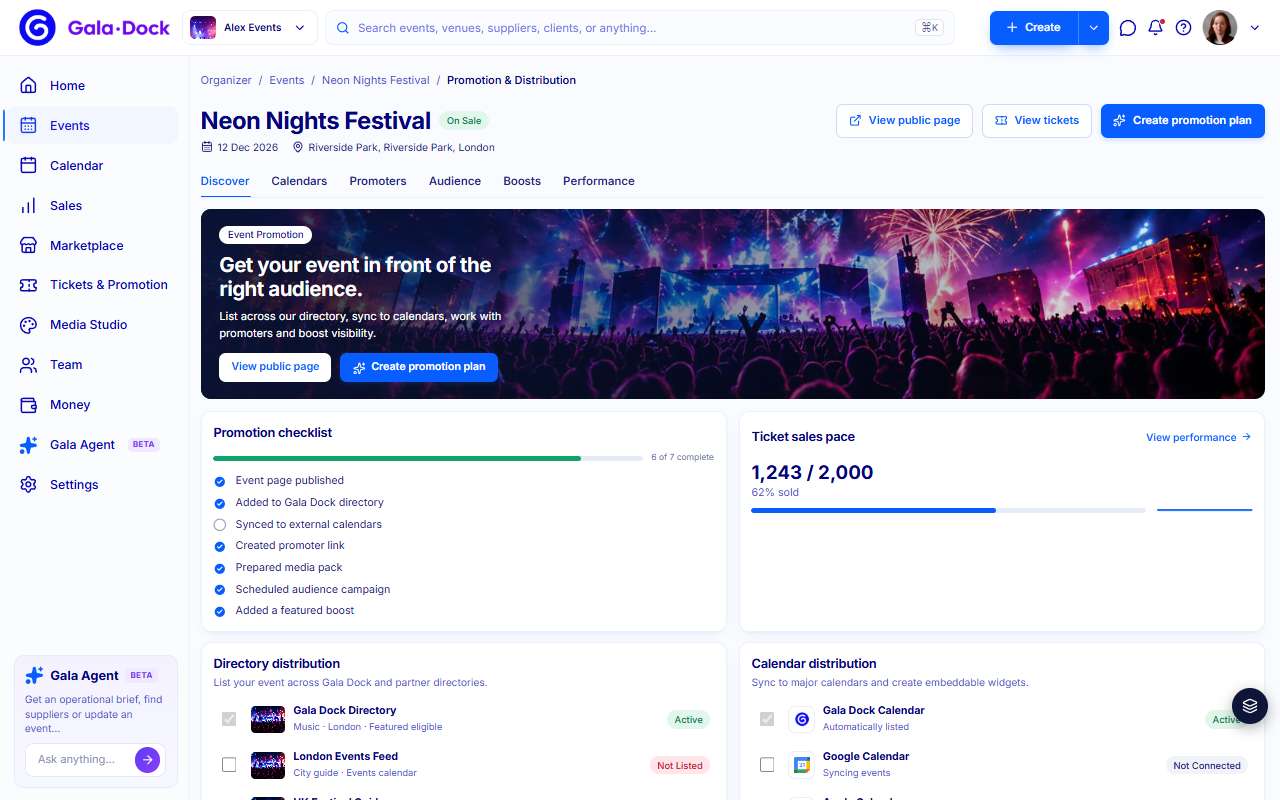 Gala·Dock
Alex Events
Search events, venues, suppliers, clients, or anything...
⌘K
+ Create
Home
Events
Calendar
Sales
Marketplace
Tickets & Promotion
Media Studio
Team
Money
Gala Agent BETA
Settings
Gala Agent BETA
Get an operational brief, find
suppliers or update an
event...
Ask anything...
Organizer / Events / Neon Nights Festival / Promotion & Distribution
Neon Nights Festival
On Sale
12 Dec 2026
Riverside Park, Riverside Park, London
View public page
View tickets
Create promotion plan
Discover
Calendars
Promoters
Audience
Boosts
Performance
Event Promotion
Get your event in front of the
right audience.
List across our directory, sync to calendars, work with
promoters and boost visibility.
View public page
Create promotion plan
Promotion checklist
6 of 7 complete
Event page published
Added to Gala Dock directory
Synced to external calendars
Created promoter link
Prepared media pack
Scheduled audience campaign
Added a featured boost
Ticket sales pace
View performance →
1,243 / 2,000
62% sold
Directory distribution
List your event across Gala Dock and partner directories.
Gala Dock Directory
Music · London · Featured eligible
Active
London Events Feed
City guide · Events calendar
Not Listed
Calendar distribution
Sync to major calendars and create embeddable widgets.
Gala Dock Calendar
Automatically listed
Active
Google Calendar
Syncing events
Not Connected